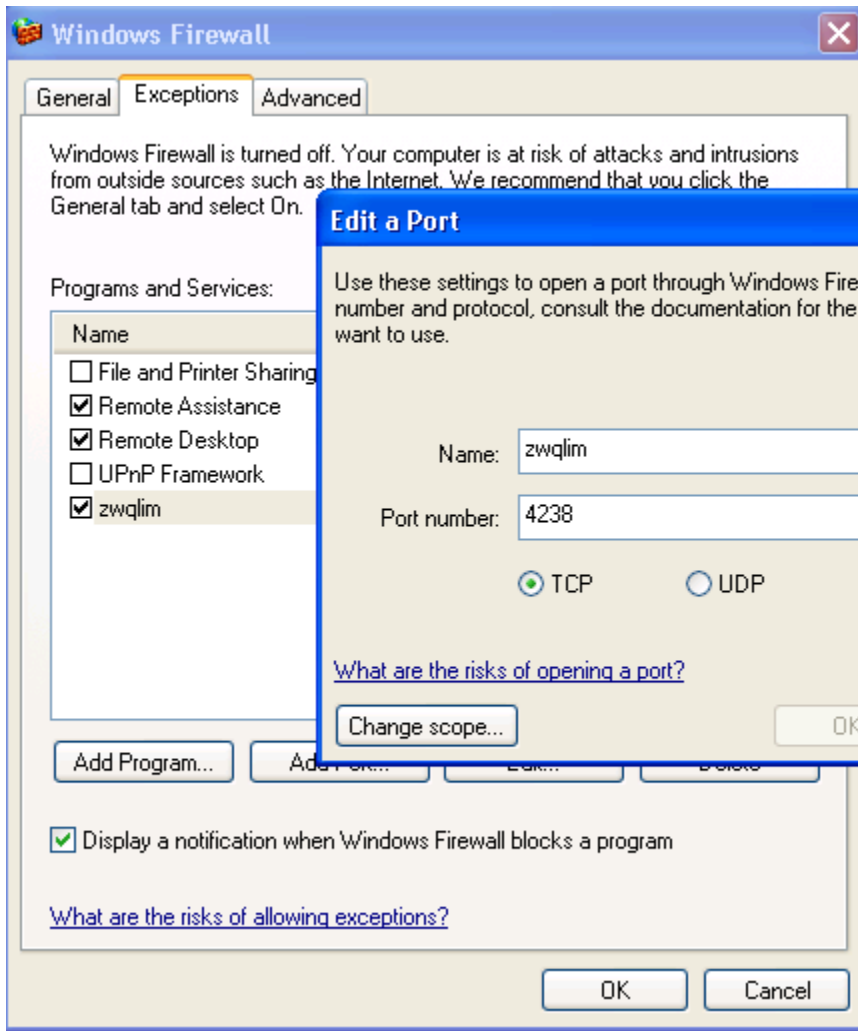 Windows Firewall
General
Exceptions
Advanced
Windows Firewall is turned off. Your computer is at risk of attacks and intrusions
from outside sources such as the Internet. We recommend that you click the
General tab and select On.
Programs and Services:
Name
File and Printer Sharing
Remote Assistance
Remote Desktop
UPnP Framework
zwqlim
Edit a Port
Use these settings to open a port through Windows Fire
number and protocol, consult the documentation for the
want to use.
Name:
zwqlim
Port number:
4238
TCP
UDP
What are the risks of opening a port?
Change scope...
OK
Add Program...
Display a notification when Windows Firewall blocks a program
What are the risks of allowing exceptions?
OK
Cancel